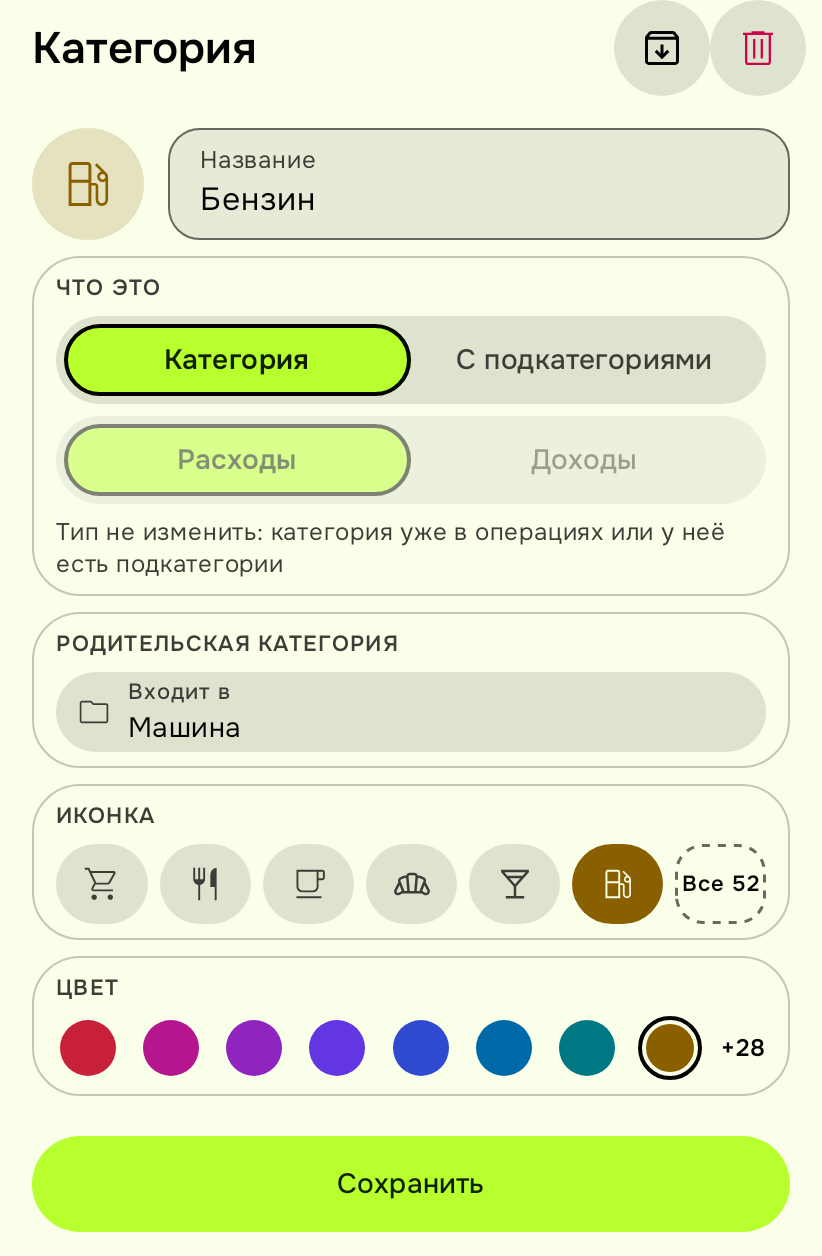 Категория
Название
Бензин
ЧТО ЭТО
Категория
С подкатегориями
Расходы
Доходы
Тип не изменить: категория уже в операциях или у неё
есть подкатегории
РОДИТЕЛЬСКАЯ КАТЕГОРИЯ
Входит в
Машина
ИКОНКА
Все 52
ЦВЕТ
+28
Сохранить